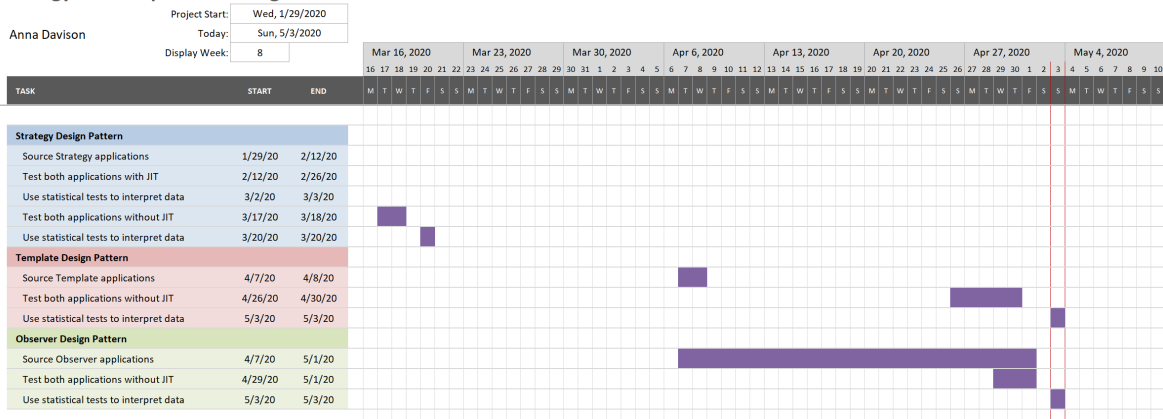 Project Start: Wed, 1/29/2020
Anna Davison Today: Sun, 5/3/2020
Display Week: 8 Mar 16, 2020 Mar 23, 2020 Mar 30, 2020 Apr 6, 2020 Apr 13, 2020 Apr 20, 2020 Apr 27, 2020 May 4, 2020
16 17 18 19 20 21 22 23 24 25 26 27 28 29 30 31 1 2 3 4 5 6 7 8 9 10 11 12 13 14 15 16 17 18 19 20 21 22 23 24 25 26 27 28 29 30 1 2 3 4 5 6 7 8 9 10
TASK START END M T W T F S S M T W T F S S M T W T F S S M T W T F S S M T W T F S S M T W T F S S M T W T F S S M T W T F S S
Strategy Design Pattern
Source Strategy applications 1/29/20 2/12/20
Test both applications with JIT 2/12/20 2/26/20
Use statistical tests to interpret data 3/2/20 3/3/20
Test both applications without JIT 3/17/20 3/18/20
Use statistical tests to interpret data 3/20/20 3/20/20
Template Design Pattern
Source Template applications 4/7/20 4/8/20
Test both applications without JIT 4/26/20 4/30/20
Use statistical tests to interpret data 5/3/20 5/3/20
Observer Design Pattern
Source Observer applications 4/7/20 5/1/20
Test both applications without JIT 4/29/20 5/1/20
Use statistical tests to interpret data 5/3/20 5/3/20